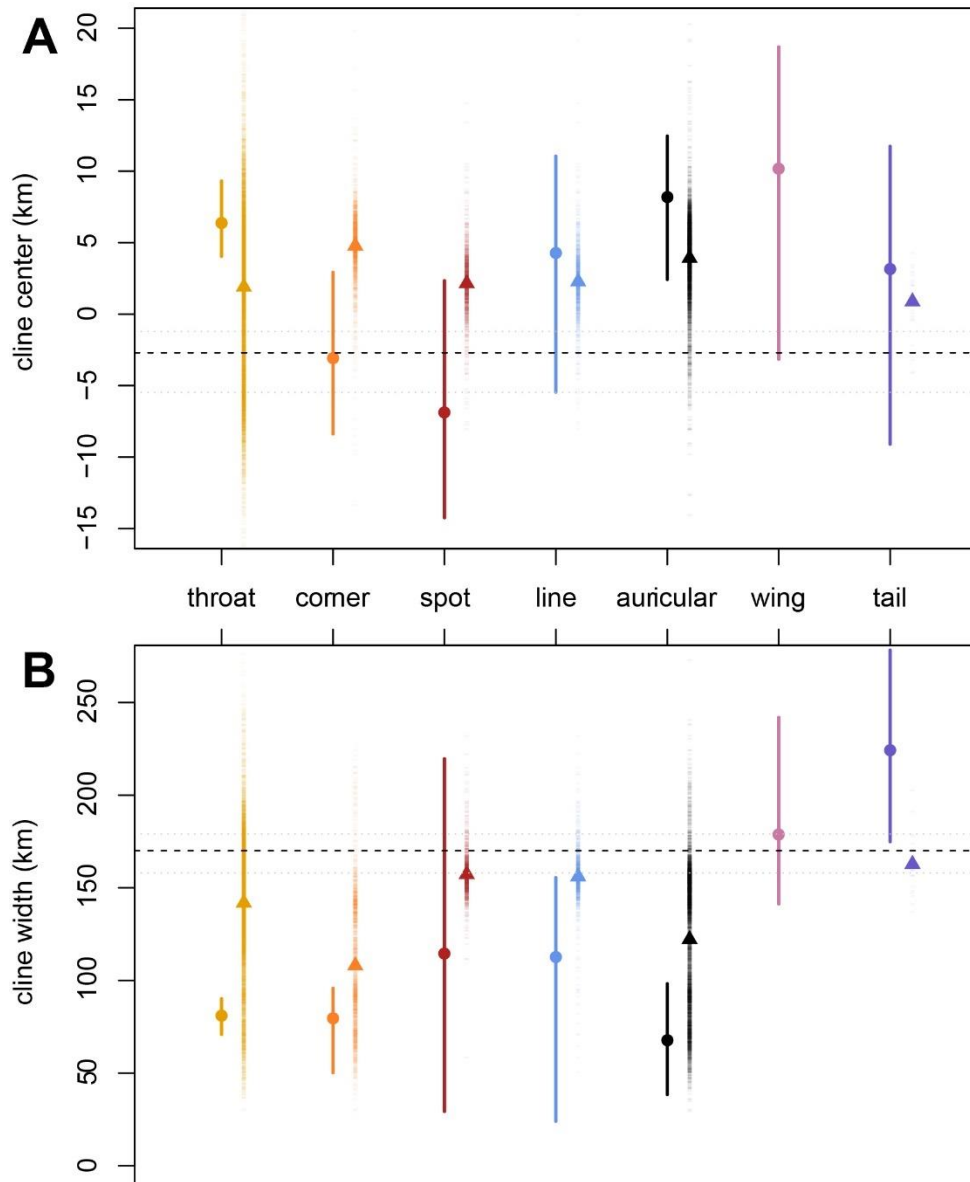 A
cline center (km)
20
15
10
5
0
−5
−10
−15
throat corner spot line auricular wing tail
B
cline width (km)
250
200
150
100
50
0